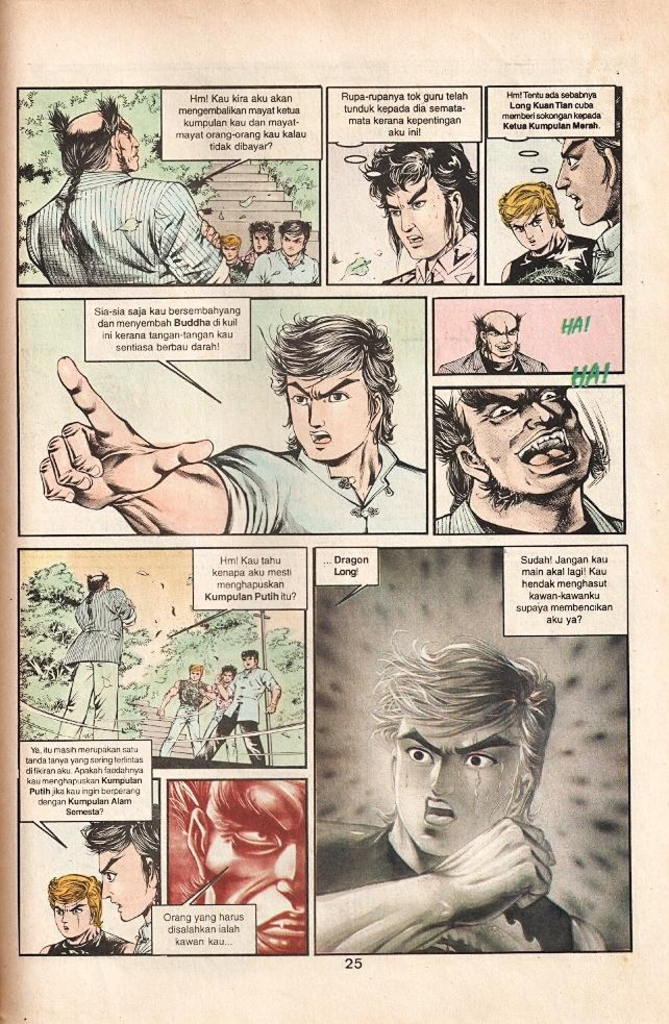 Hm! Kau kira aku akan
mengembalikan mayat ketua
kumpulan kau dan mayat-
mayat orang-orang kau kalau
tidak dibayar?
Rupa-rupanya tok guru telah
tunduk kepada dia semata-
mata kerana kepentingan
aku ini!
Hm! Tentu ada sebabnya
Long Kuan Tian cuba
memberi sokongan kepada
Ketua Kumpulan Merah.
Sia-sia saja kau bersembahyang
dan menyembah Buddha di kuil
ini kerana tangan-tangan kau
sentiasa berbau darah!
HA!
HA!
Hm! Kau tahu
kenapa aku mesti
menghapuskan
Kumpulan Putih itu?
Ya, itu masih merupakan satu
tanda tanya yang sering terlintas
di fikiran aku. Apakah faedahnya
kau menghapuskan Kumpulan
Putih jika kau ingin berperang
dengan Kumpulan Alam
Semesta?
Orang yang harus
disalahkan ialah
kawan kau...
... Dragon
Long!
Sudah! Jangan kau
main akal lagi! Kau
hendak menghasut
kawan-kawanku
supaya membencikan
aku ya?
25